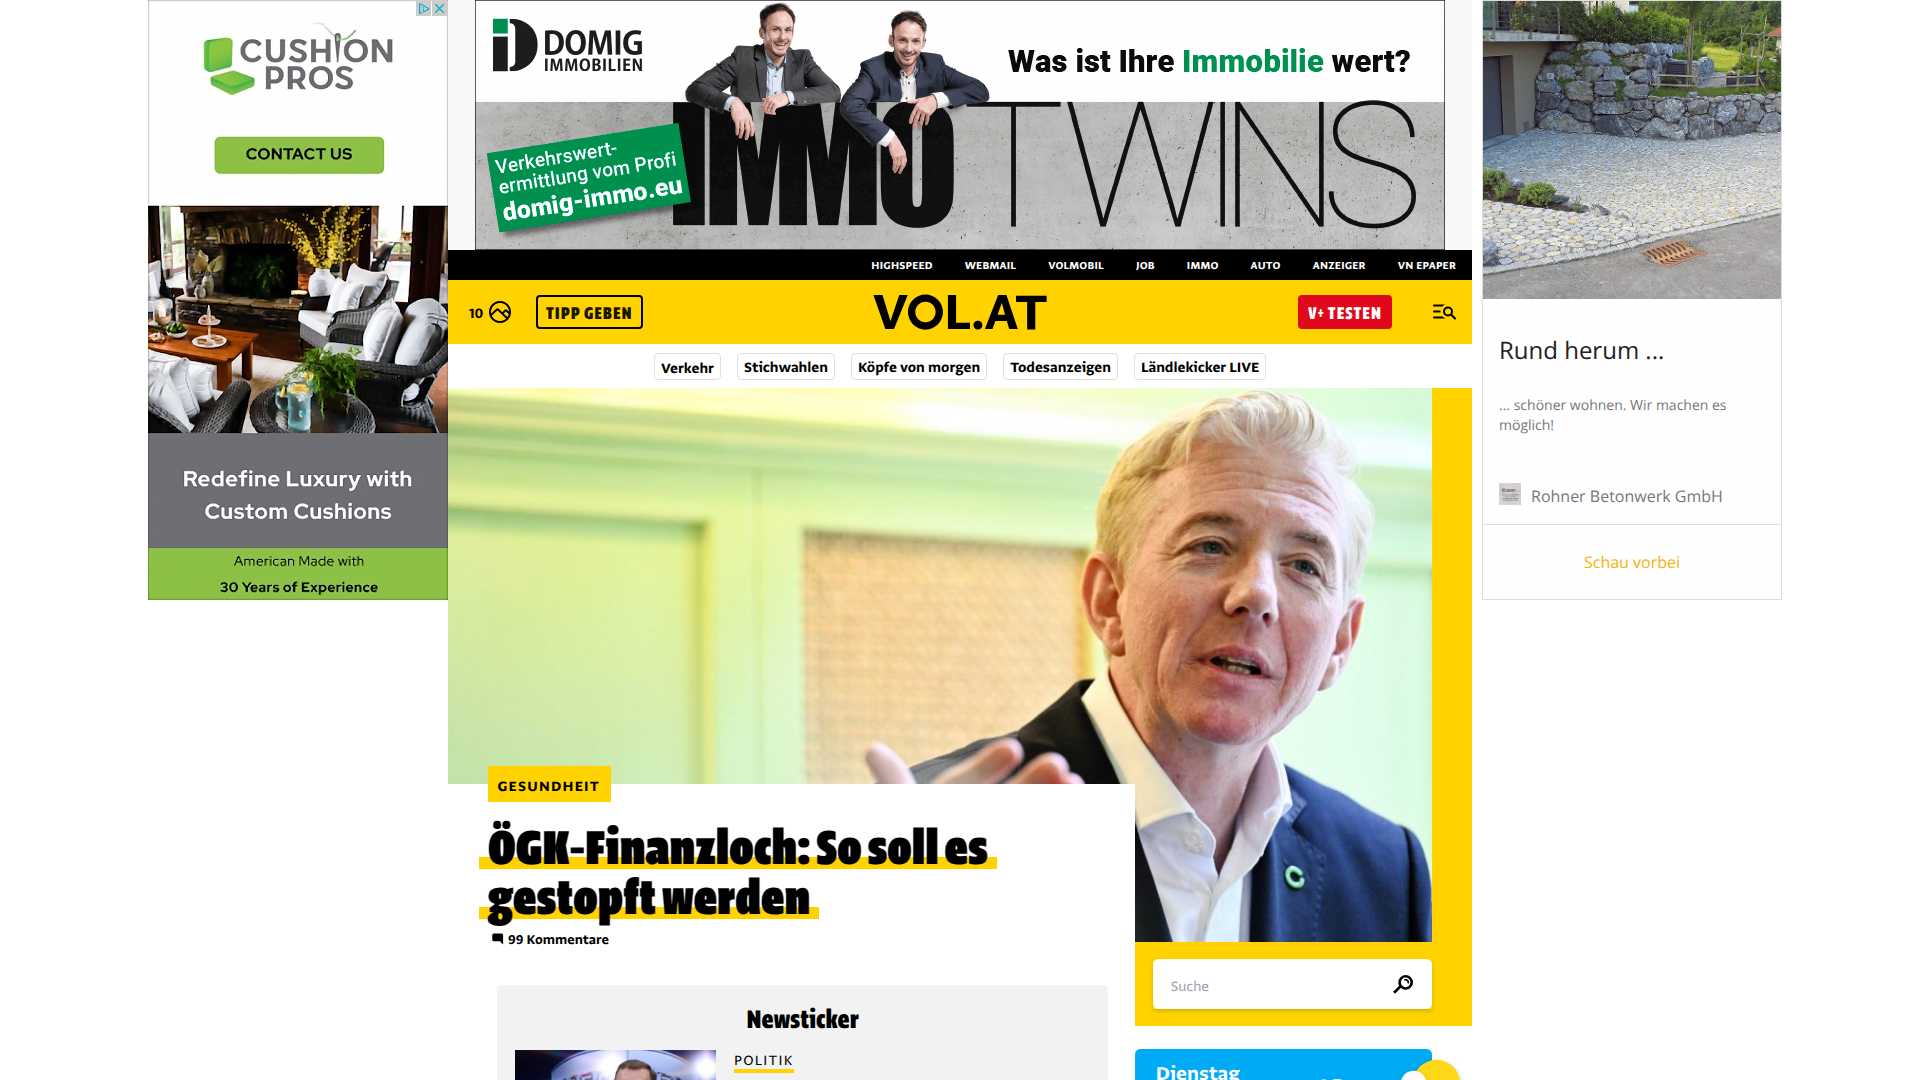 CUSHION
PROS
CONTACT US
Redefine Luxury with
Custom Cushions
American Made with
30 Years of Experience
DOMIG
IMMOBILIEN
Was ist Ihre Immobilie wert?
IMMO TWINS
Verkehrswert-
ermittlung vom Profi
domig-immo.eu
HIGHSPEED WEBMAIL VOLMOBIL JOB IMMO AUTO ANZEIGER VN EPAPER
10 TIPP GEBEN VOL.AT V+ TESTEN
Verkehr Stichwahlen Köpfe von morgen Todesanzeigen Ländlekicker LIVE
GESUNDHEIT
ÖGK-Finanzloch: So soll es
gestopft werden
99 Kommentare
Newsticker
POLITIK
Suche
Dienstag
Rund herum ...
... schöner wohnen. Wir machen es
möglich!
Rohner Betonwerk GmbH
Schau vorbei